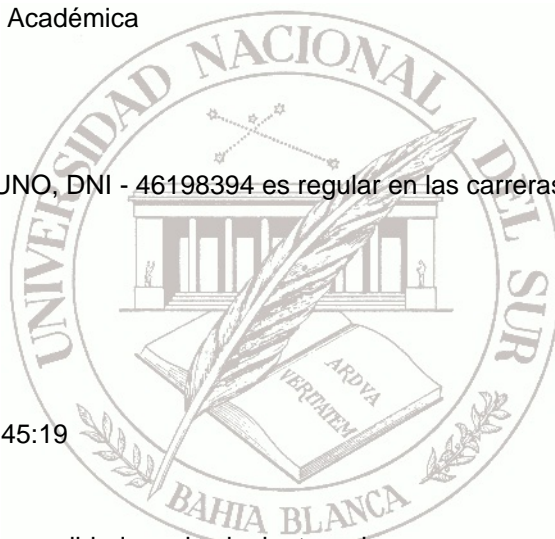 Académica
UNIVERSIDAD NACIONAL DEL SUR
UNO, DNI - 46198394 es regular en las carreras
ARDVA
VERITATEM
45:19
BAHIA BLANCA